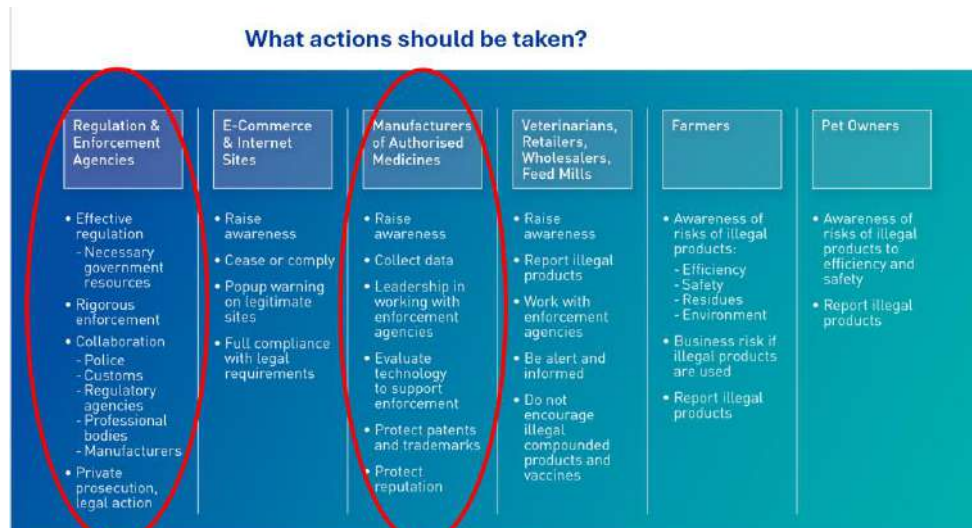 What actions should be taken?
Regulation &
Enforcement
Agencies
• Effective
regulation
- Necessary
government
resources
• Rigorous
enforcement
• Collaboration
- Police
- Customs
- Regulatory
agencies
- Professional
bodies
- Manufacturers
• Private
prosecution,
legal action
E-Commerce
& Internet
Sites
• Raise
awareness
• Cease or comply
• Popup warning
on legitimate
sites
• Full compliance
with legal
requirements
Manufacturers
of Authorised
Medicines
• Raise
awareness
• Collect data
• Leadership in
working with
enforcement
agencies
• Evaluate
technology
to support
enforcement
• Protect patents
and trademarks
• Protect
reputation
Veterinarians,
Retailers,
Wholesalers,
Feed Mills
• Raise
awareness
• Report illegal
products
• Work with
enforcement
agencies
• Be alert and
informed
• Do not
encourage
illegal
compounded
products and
vaccines
Farmers
• Awareness of
risks of illegal
products:
- Efficiency
- Safety
- Residues
- Environment
• Business risk if
illegal products
are used
• Report illegal
products
Pet Owners
• Awareness of
risks of illegal
products to
efficiency and
safety
• Report illegal
products